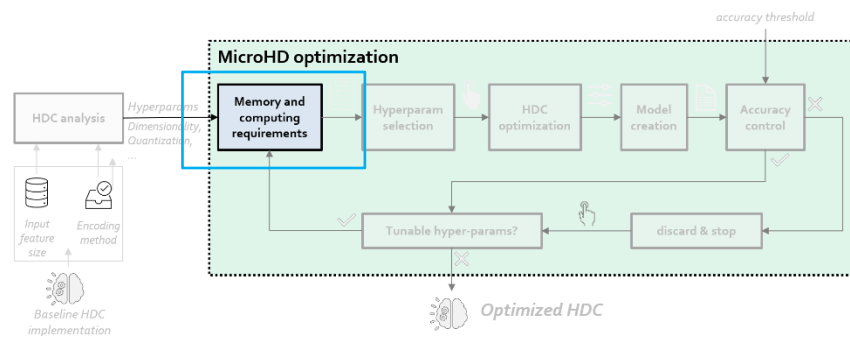 accuracy threshold
MicroHD optimization
HDC analysis
Hyperparams
Dimensionality,
Quantization,
...
Memory and
computing
requirements
Hyperparam
selection
HDC
optimization
Model
creation
Accuracy
control
Input
feature
size
Encoding
method
Tunable hyper-params?
discard & stop
Baseline HDC
implementation
Optimized HDC